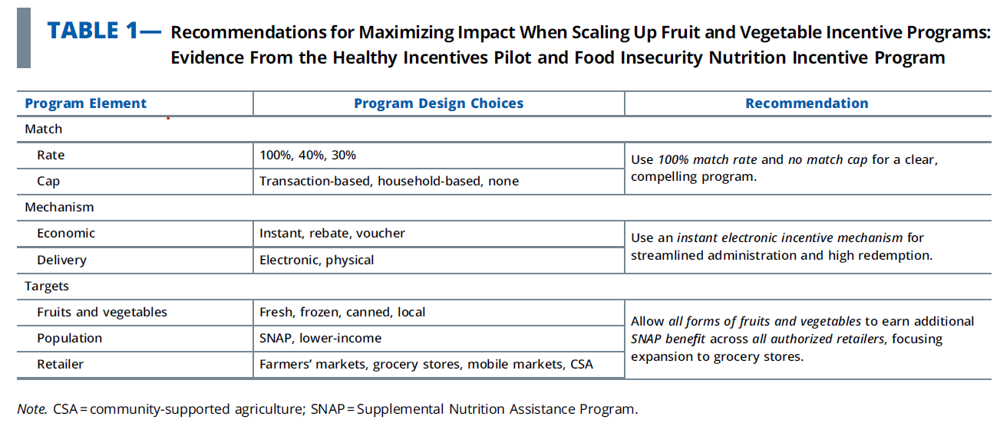 TABLE 1— Recommendations for Maximizing Impact When Scaling Up Fruit and Vegetable Incentive Programs:
Evidence From the Healthy Incentives Pilot and Food Insecurity Nutrition Incentive Program
Program Element Program Design Choices Recommendation
Match
Rate 100%, 40%, 30%
Cap Transaction-based, household-based, none
Use 100% match rate and no match cap for a clear,
compelling program.
Mechanism
Economic Instant, rebate, voucher
Delivery Electronic, physical
Use an instant electronic incentive mechanism for
streamlined administration and high redemption.
Targets
Fruits and vegetables Fresh, frozen, canned, local
Population SNAP, lower-income
Retailer Farmers’ markets, grocery stores, mobile markets, CSA
Allow all forms of fruits and vegetables to earn additional
SNAP benefit across all authorized retailers, focusing
expansion to grocery stores.
Note. CSA = community-supported agriculture; SNAP = Supplemental Nutrition Assistance Program.